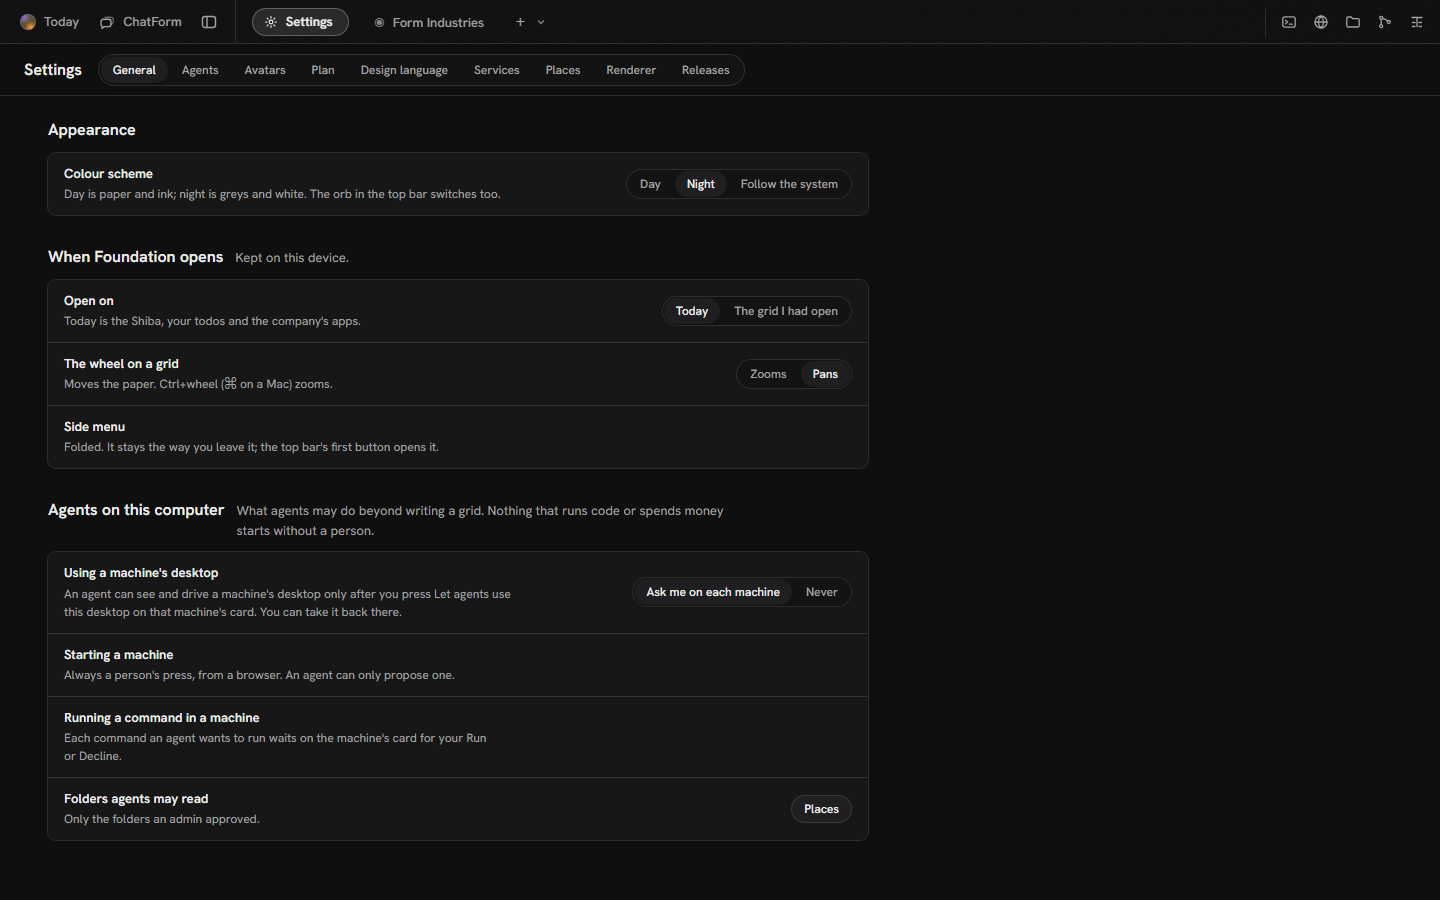 Today
ChatForm
Settings
Form Industries
Settings
General
Agents
Avatars
Plan
Design language
Services
Places
Renderer
Releases
Appearance
Colour scheme
Day is paper and ink; night is greys and white. The orb in the top bar switches too.
Day
Night
Follow the system
When Foundation opens
Kept on this device.
Open on
Today is the Shiba, your todos and the company's apps.
Today
The grid I had open
The wheel on a grid
Moves the paper. Ctrl+wheel (⌘ on a Mac) zooms.
Zooms
Pans
Side menu
Folded. It stays the way you leave it; the top bar's first button opens it.
Agents on this computer
What agents may do beyond writing a grid. Nothing that runs code or spends money
starts without a person.
Using a machine's desktop
An agent can see and drive a machine's desktop only after you press Let agents use
this desktop on that machine's card. You can take it back there.
Ask me on each machine
Never
Starting a machine
Always a person's press, from a browser. An agent can only propose one.
Running a command in a machine
Each command an agent wants to run waits on the machine's card for your Run
or Decline.
Folders agents may read
Only the folders an admin approved.
Places